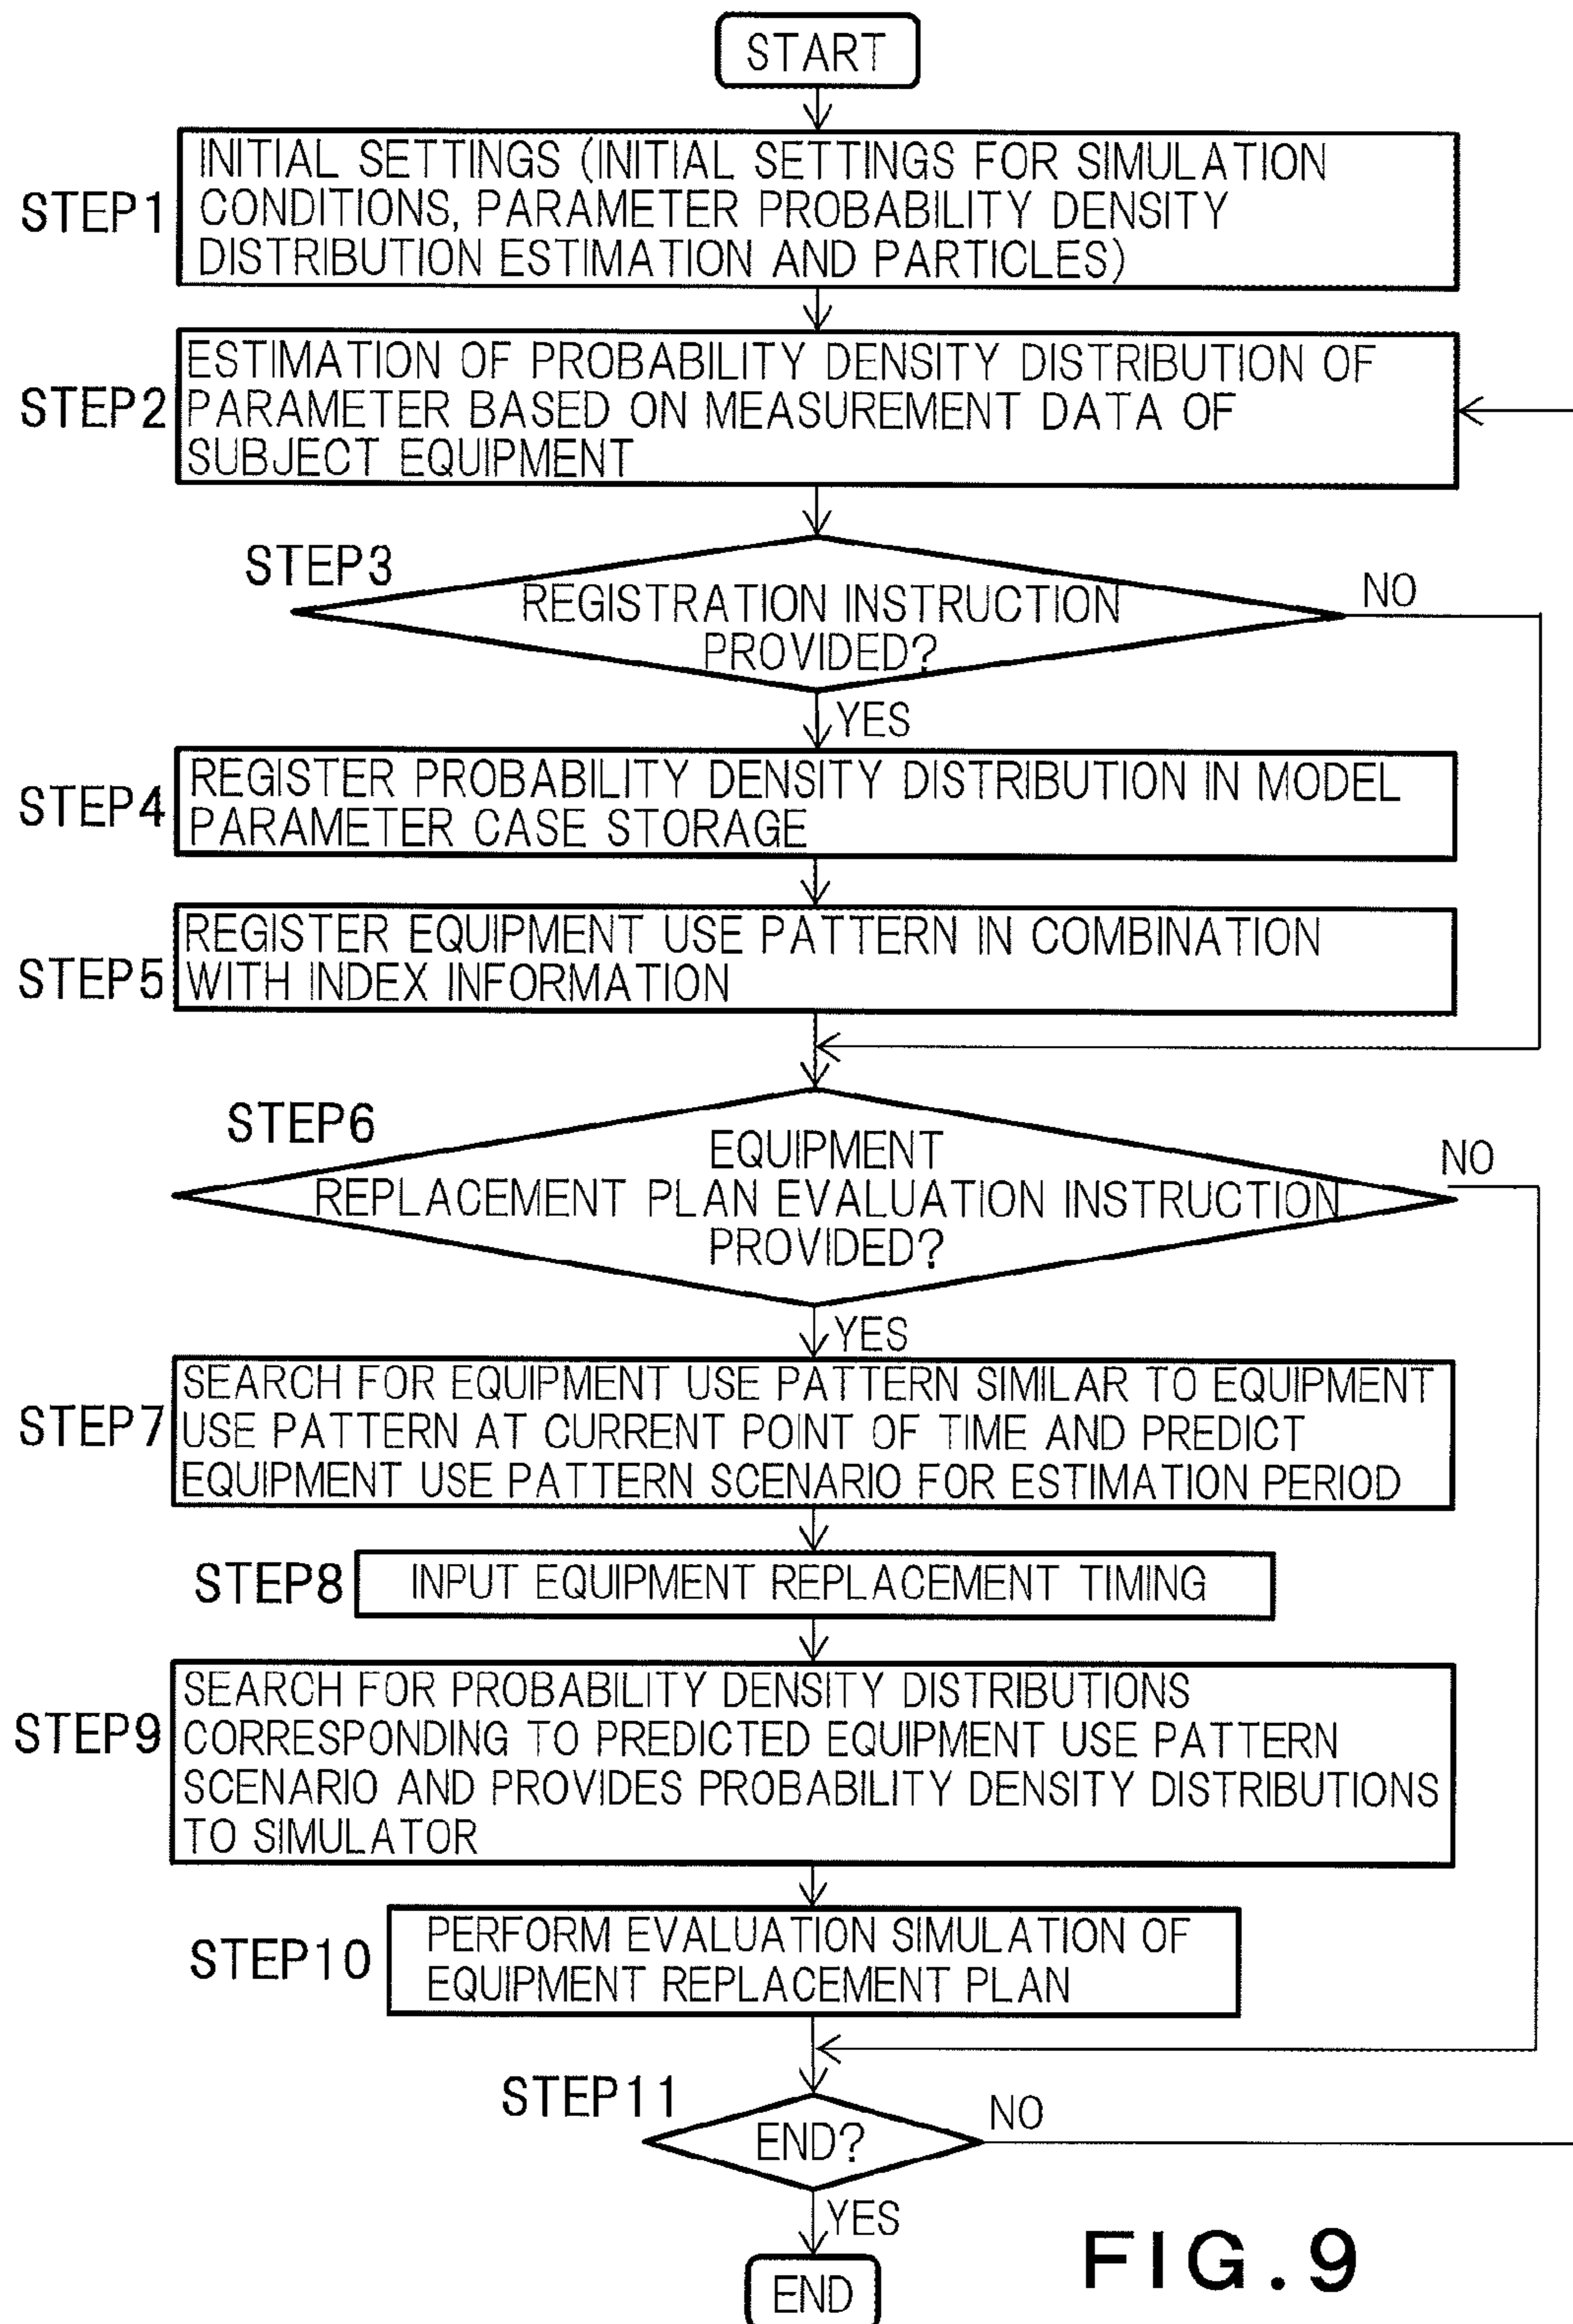 START
STEP1
INITIAL SETTINGS (INITIAL SETTINGS FOR SIMULATION
CONDITIONS, PARAMETER PROBABILITY DENSITY
DISTRIBUTION ESTIMATION AND PARTICLES)
STEP2
ESTIMATION OF PROBABILITY DENSITY DISTRIBUTION OF
PARAMETER BASED ON MEASUREMENT DATA OF
SUBJECT EQUIPMENT
STEP3
REGISTRATION INSTRUCTION
PROVIDED?
NO
YES
STEP4
REGISTER PROBABILITY DENSITY DISTRIBUTION IN MODEL
PARAMETER CASE STORAGE
STEP5
REGISTER EQUIPMENT USE PATTERN IN COMBINATION
WITH INDEX INFORMATION
STEP6
EQUIPMENT
REPLACEMENT PLAN EVALUATION INSTRUCTION
PROVIDED?
NO
YES
STEP7
SEARCH FOR EQUIPMENT USE PATTERN SIMILAR TO EQUIPMENT
USE PATTERN AT CURRENT POINT OF TIME AND PREDICT
EQUIPMENT USE PATTERN SCENARIO FOR ESTIMATION PERIOD
STEP8
INPUT EQUIPMENT REPLACEMENT TIMING
STEP9
SEARCH FOR PROBABILITY DENSITY DISTRIBUTIONS
CORRESPONDING TO PREDICTED EQUIPMENT USE PATTERN
SCENARIO AND PROVIDES PROBABILITY DENSITY DISTRIBUTIONS
TO SIMULATOR
STEP10
PERFORM EVALUATION SIMULATION OF
EQUIPMENT REPLACEMENT PLAN
STEP11
END?
NO
YES
END
FIG.9